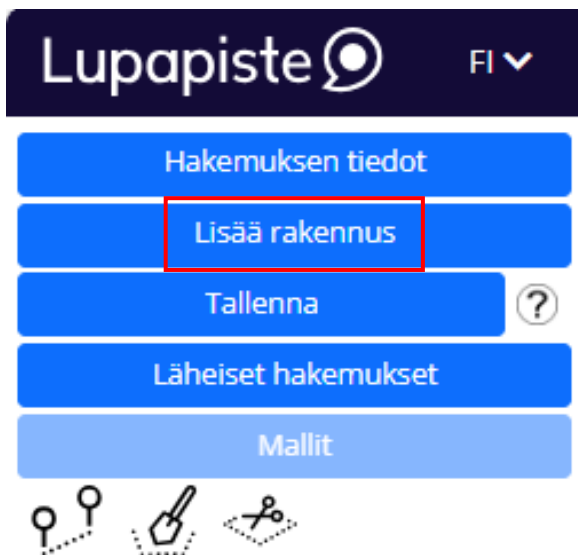 Lupapiste FI
Hakemuksen tiedot
Lisää rakennus
Tallenna ?
Läheiset hakemukset
Mallit